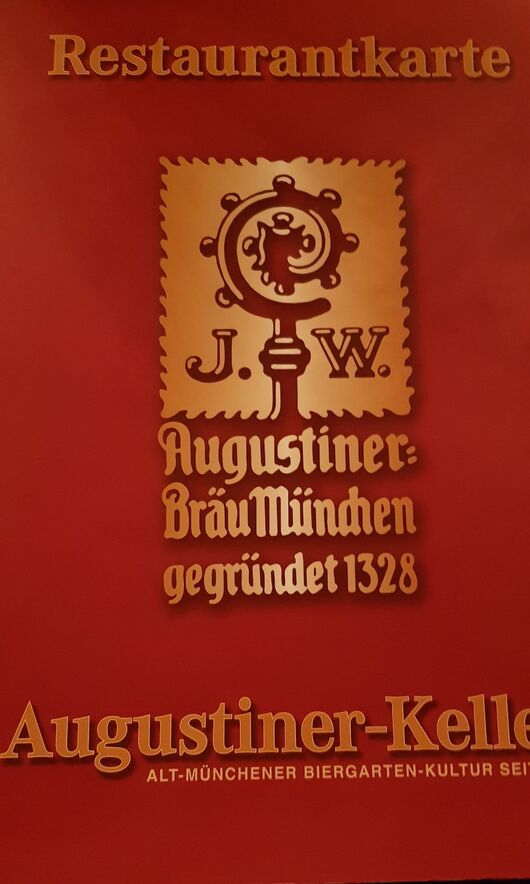 Restaurantkarte
J. W.
Augustiner=
Bräu München
gegründet 1328
Augustiner-Kelle
ALT-MÜNCHENER BIERGARTEN-KULTUR SEIT